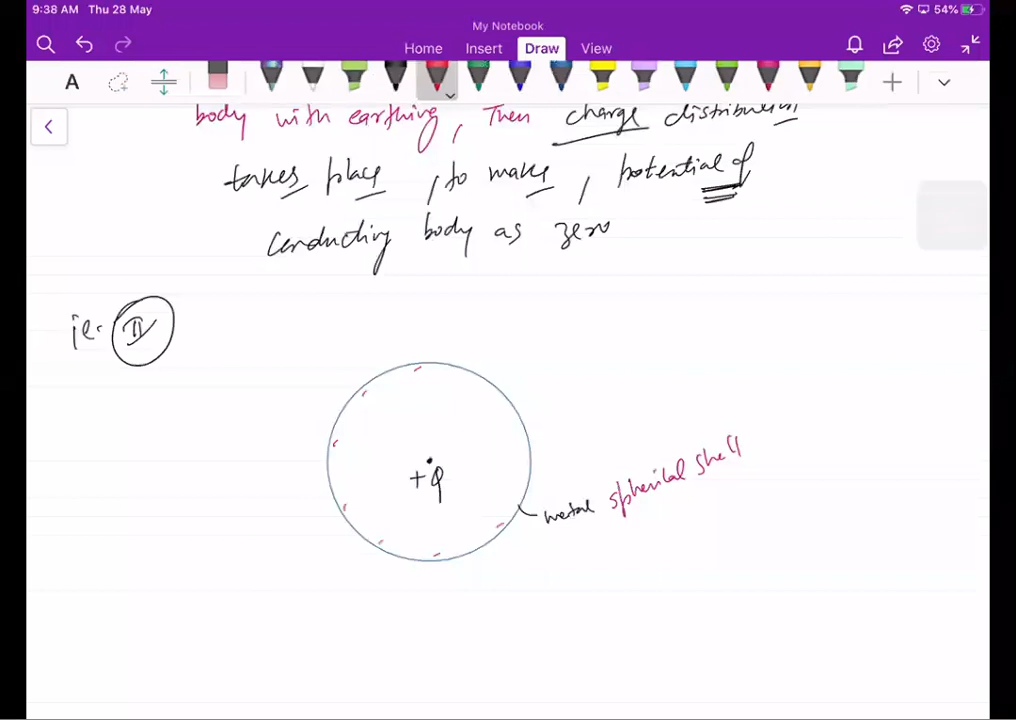 9:38 AM Thu 28 May
54%
My Notebook
Home Insert Draw View
A
body with earthing, Then charge distribution
takes place, to make, potential of
conducting body as zero
ie. II
+q
metal spherical shell